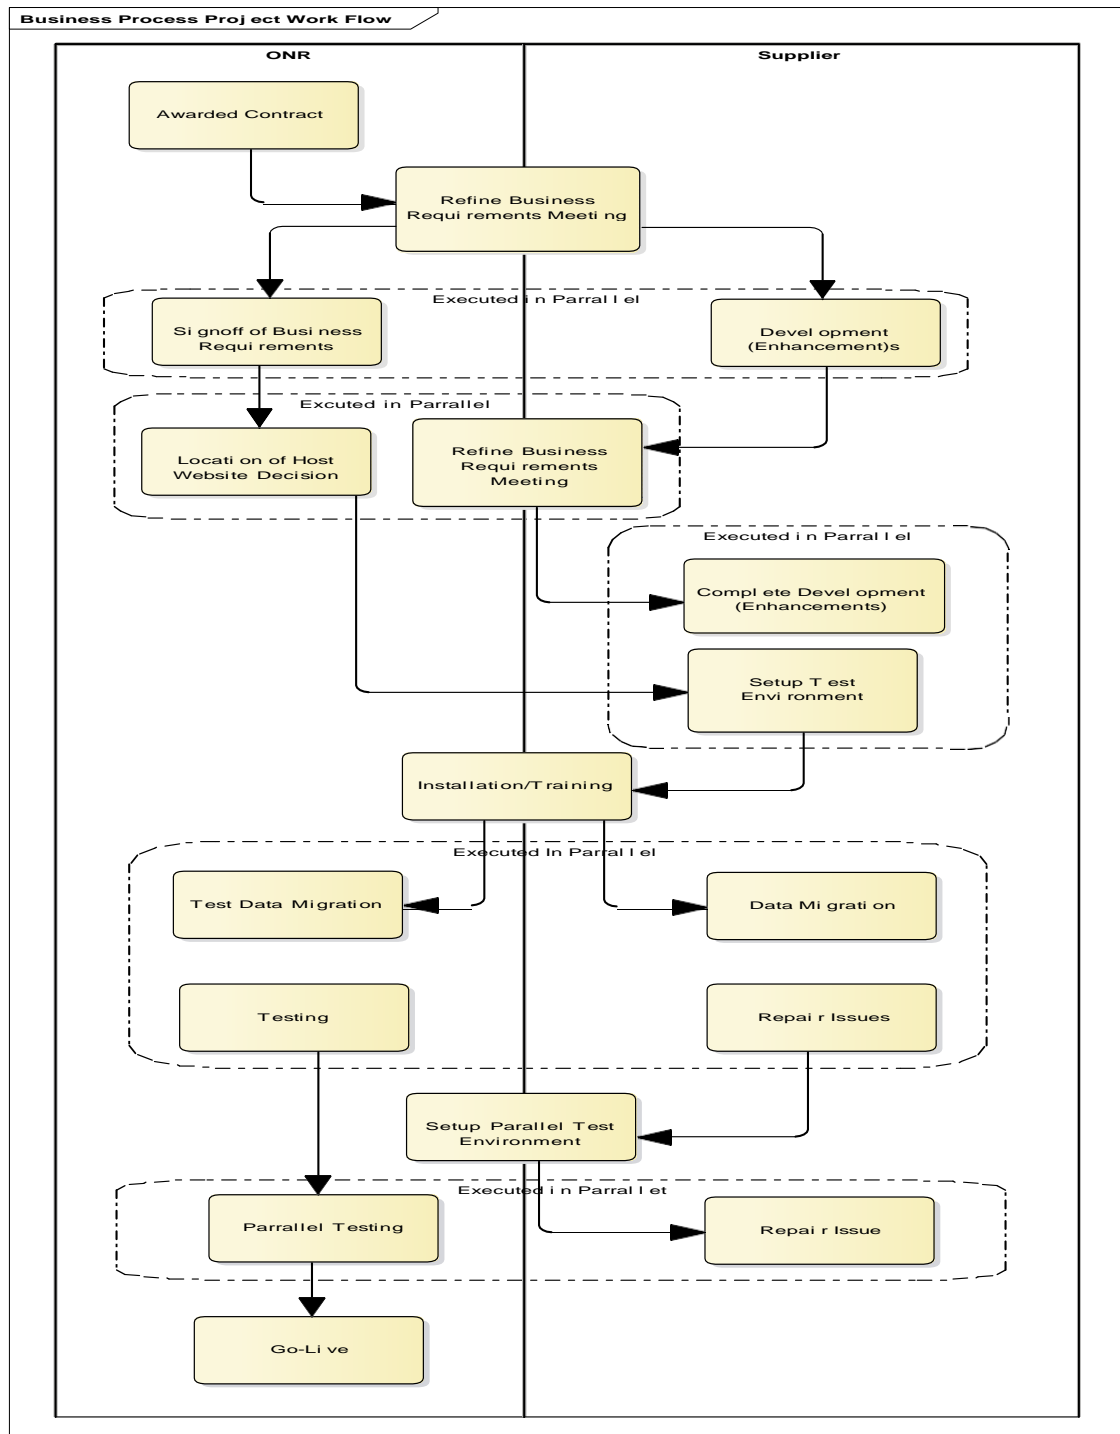 Business Process Project Work Flow
ONR
Supplier
Awarded Contract
Refine Business
Requirements Meeting
Executed in Parrallel
Signoff of Business
Requirements
Development
(Enhancement)s
Excuted in Parrallel
Location of Host
Website Decision
Refine Business
Requirements
Meeting
Executed in Parrallel
Complete Development
(Enhancements)
Setup Test
Environment
Installation/Training
Executed In Parrallel
Test Data Migration
Data Migration
Testing
Repair Issues
Setup Parallel Test
Environment
Executed in Parrallet
Parrallel Testing
Repair Issue
Go-Live